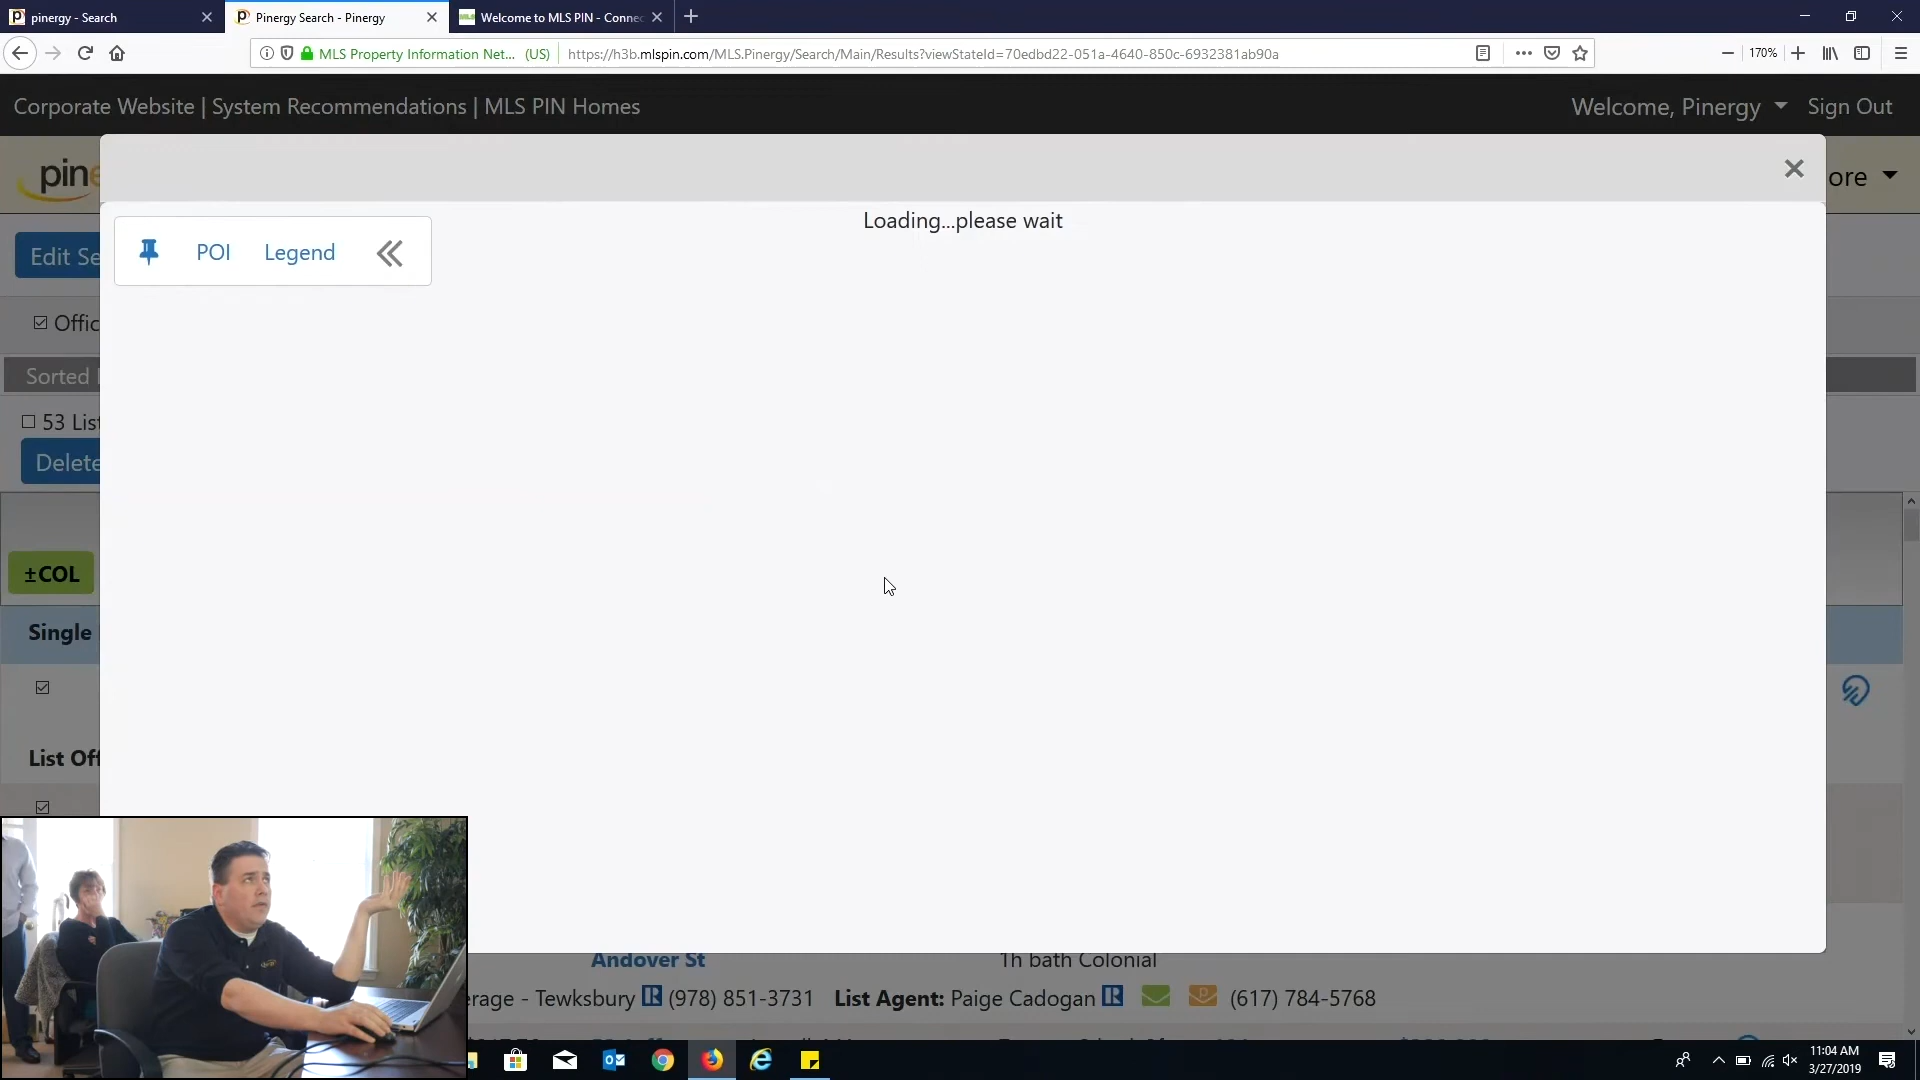 pinergy - Search
Pinergy Search - Pinergy
Welcome to MLS PIN - Connec
MLS Property Information Net... (US)
https://h3b.mlspin.com/MLS.Pinergy/Search/Main/Results?viewStateId=70edbd22-051a-4640-850c-6932381ab90a
170%
Corporate Website | System Recommendations | MLS PIN Homes
Welcome, Pinergy
Sign Out
pine
ore
Loading...please wait
POI
Legend
Edit Se
Offic
Sorted
53 List
Delete
±COL
Single
List Off
Andover St
1h bath Colonial
erage - Tewksbury R (978) 851-3731 List Agent: Paige Cadogan R (617) 784-5768
11:04 AM
3/27/2019